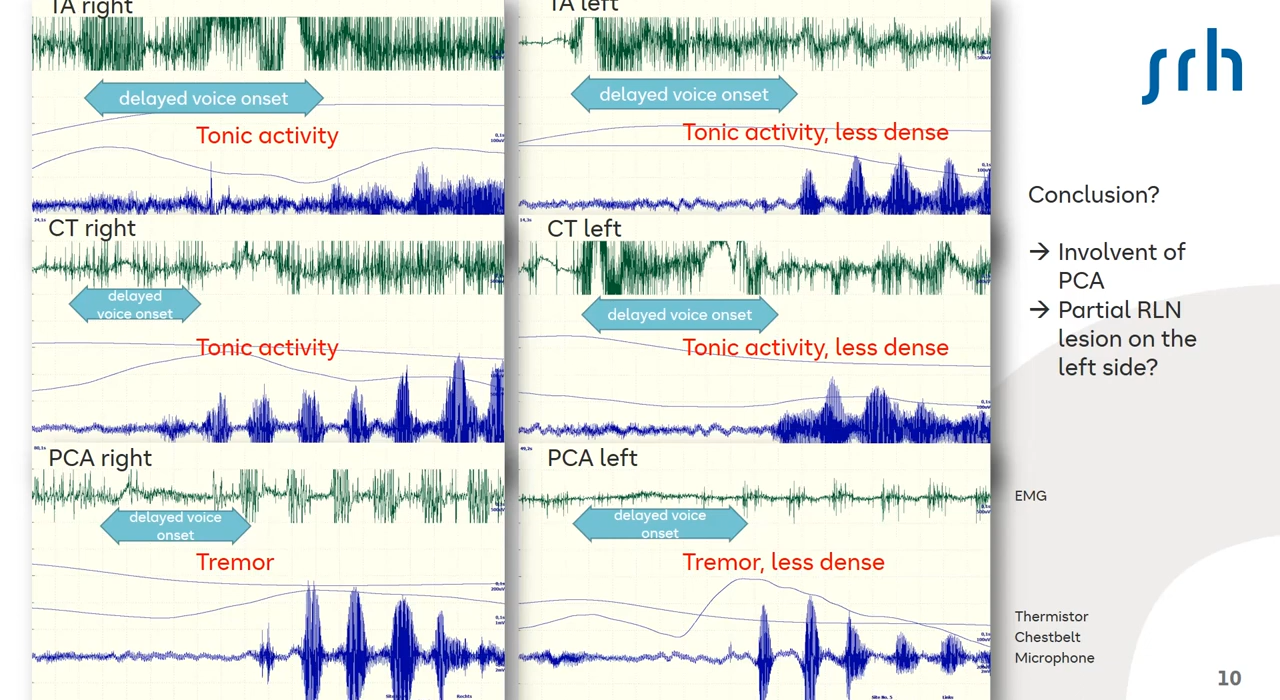 TA right
delayed voice onset
Tonic activity
TA left
delayed voice onset
Tonic activity, less dense
CT right
delayed
voice onset
Tonic activity
CT left
delayed voice onset
Tonic activity, less dense
PCA right
delayed voice
onset
Tremor
PCA left
delayed voice
onset
Tremor, less dense
srh
Conclusion?
→ Involvent of
PCA
→ Partial RLN
lesion on the
left side?
EMG
Thermistor
Chestbelt
Microphone
10